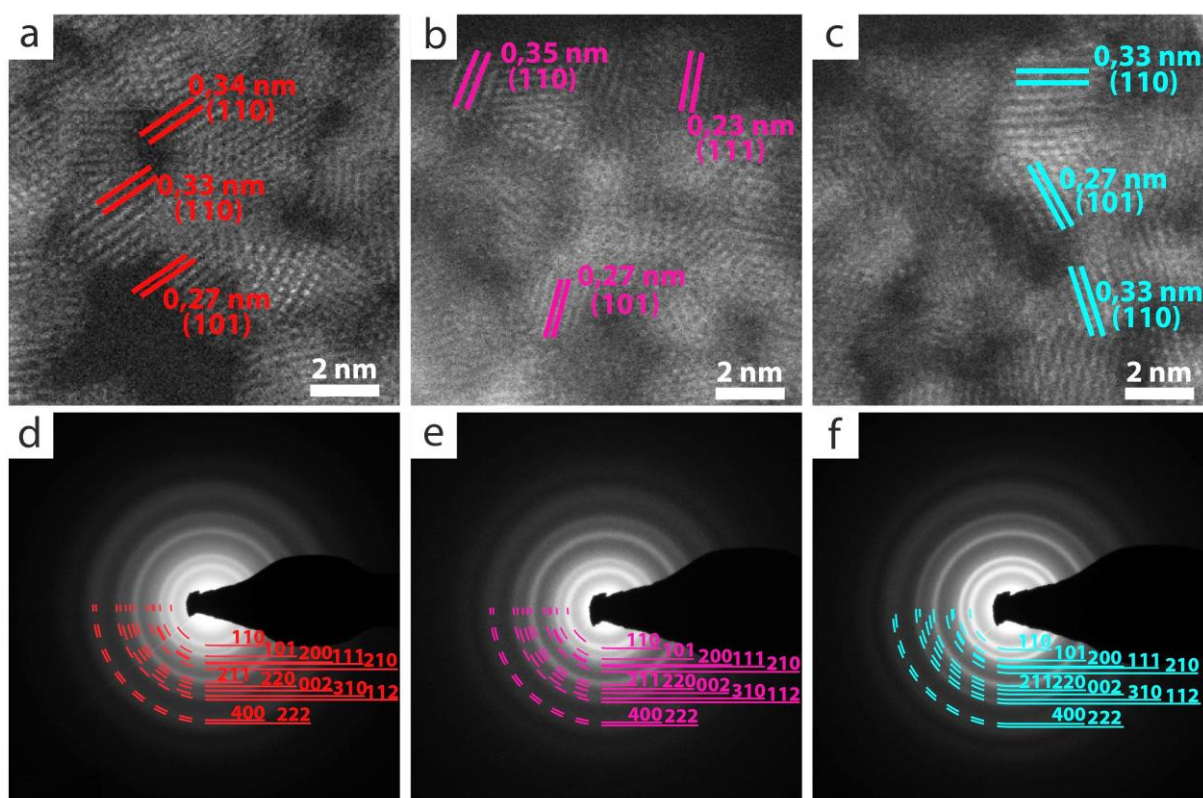 a
0,34 nm
(110)
0,33 nm
(110)
0,27 nm
(101)
2 nm
b
0,35 nm
(110)
0,23 nm
(111)
0,27 nm
(101)
2 nm
c
0,33 nm
(110)
0,27 nm
(101)
0,33 nm
(110)
2 nm
d
110
101 200 111 210
211 220 002 310 112
400 222
e
110
101 200 111 210
211 220 002 310 112
400 222
f
110
101 200 111 210
211 220 002 310 112
400 222